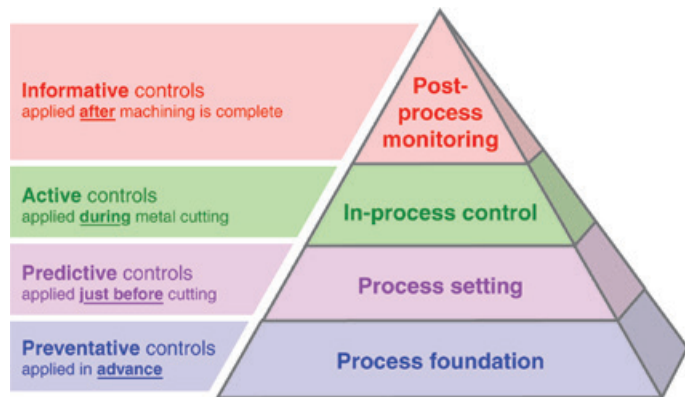 Informative controls
applied after machining is complete
Post-
process
monitoring
Active controls
applied during metal cutting
In-process control
Predictive controls
applied just before cutting
Process setting
Preventative controls
applied in advance
Process foundation